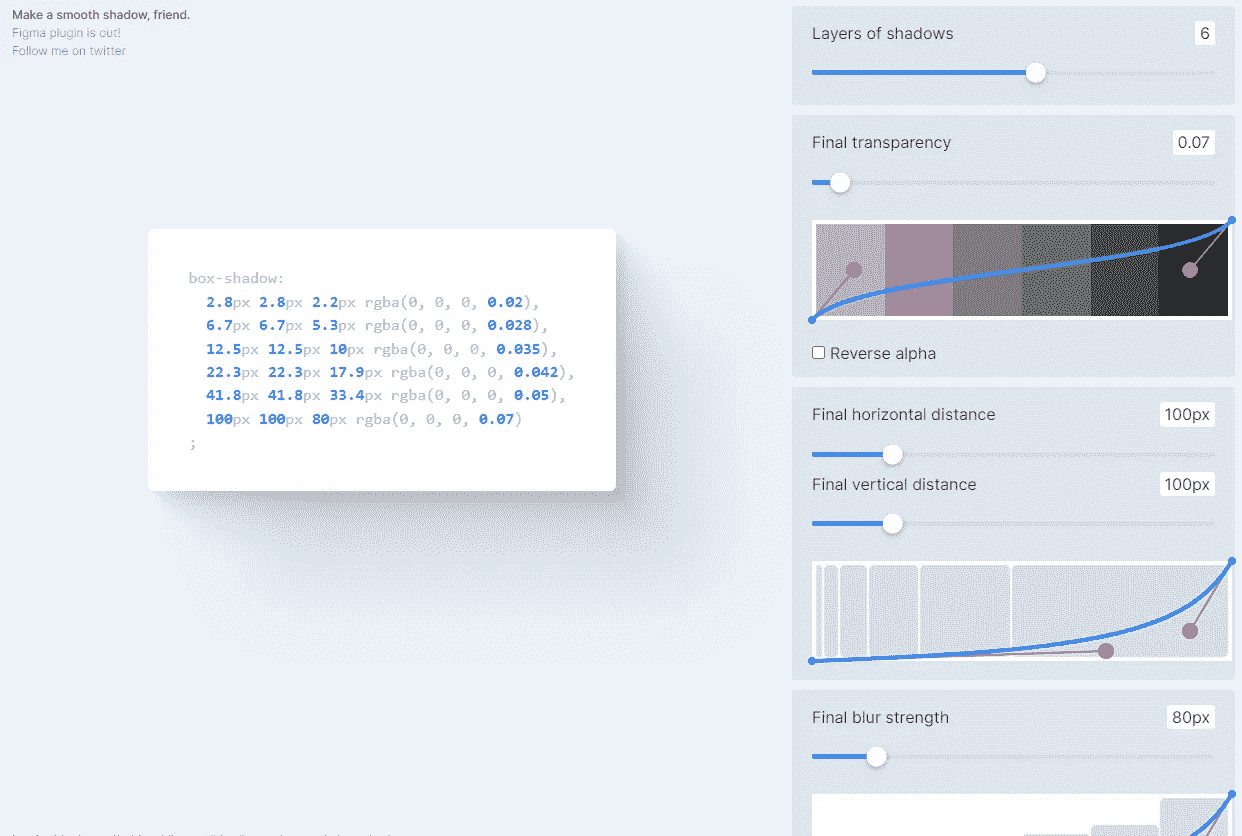 Make a smooth shadow, friend.
Figma plugin is out!
Follow me on twitter
box-shadow:
2.8px 2.8px 2.2px rgba(0, 0, 0, 0.02),
6.7px 6.7px 5.3px rgba(0, 0, 0, 0.028),
12.5px 12.5px 10px rgba(0, 0, 0, 0.035),
22.3px 22.3px 17.9px rgba(0, 0, 0, 0.042),
41.8px 41.8px 33.4px rgba(0, 0, 0, 0.05),
100px 100px 80px rgba(0, 0, 0, 0.07)
;
Layers of shadows 6
Final transparency 0.07
Reverse alpha
Final horizontal distance 100px
Final vertical distance 100px
Final blur strength 80px